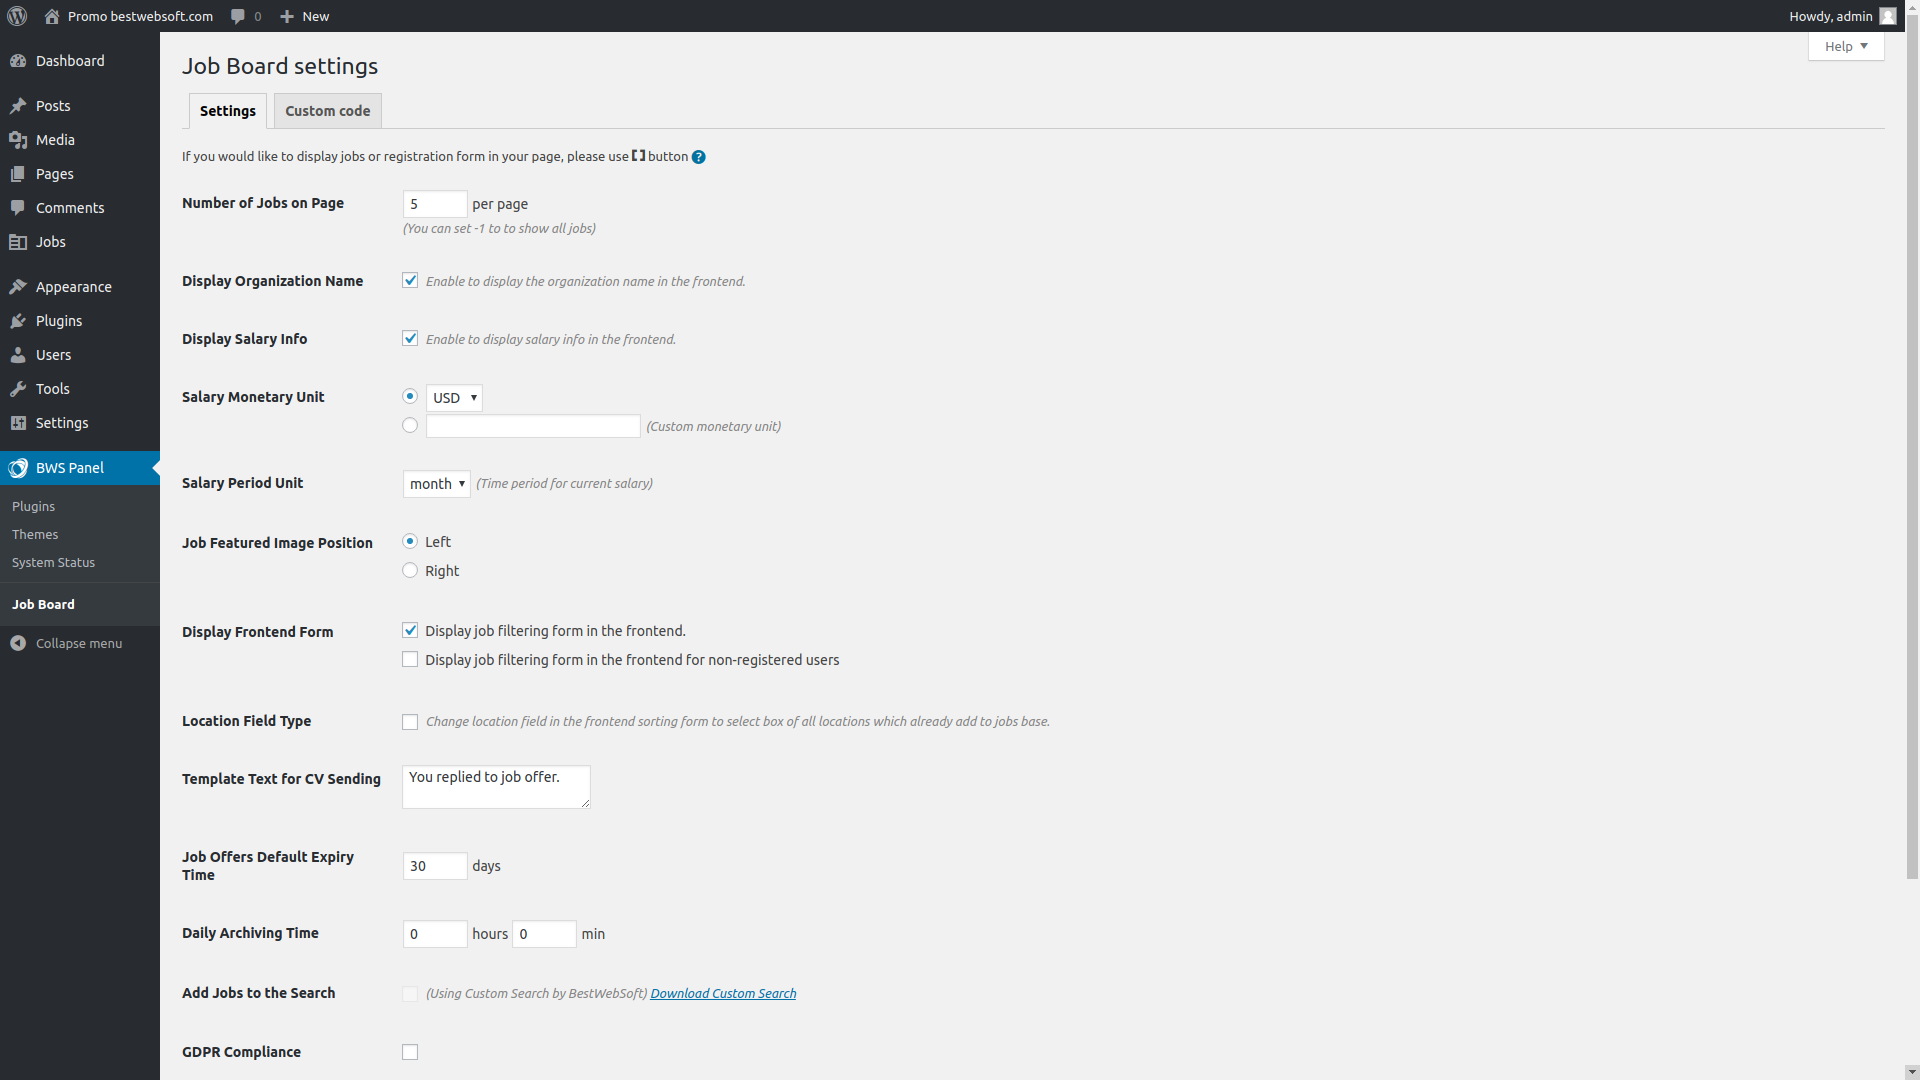 Promo bestwebsoft.com 0 New Howdy, admin
Help
Dashboard
Posts
Media
Pages
Comments
Jobs
Appearance
Plugins
Users
Tools
Settings
BWS Panel
Plugins
Themes
System Status
Job Board
Collapse menu
Job Board settings
Settings Custom code
If you would like to display jobs or registration form in your page, please use button ?
Number of Jobs on Page 5 per page
(You can set -1 to to show all jobs)
Display Organization Name Enable to display the organization name in the frontend.
Display Salary Info Enable to display salary info in the frontend.
Salary Monetary Unit USD
(Custom monetary unit)
Salary Period Unit month (Time period for current salary)
Job Featured Image Position Left
Right
Display Frontend Form Display job filtering form in the frontend.
Display job filtering form in the frontend for non-registered users
Location Field Type Change location field in the frontend sorting form to select box of all locations which already add to jobs base.
Template Text for CV Sending You replied to job offer.
Job Offers Default Expiry
Time 30 days
Daily Archiving Time 0 hours 0 min
Add Jobs to the Search (Using Custom Search by BestWebSoft) Download Custom Search
GDPR Compliance